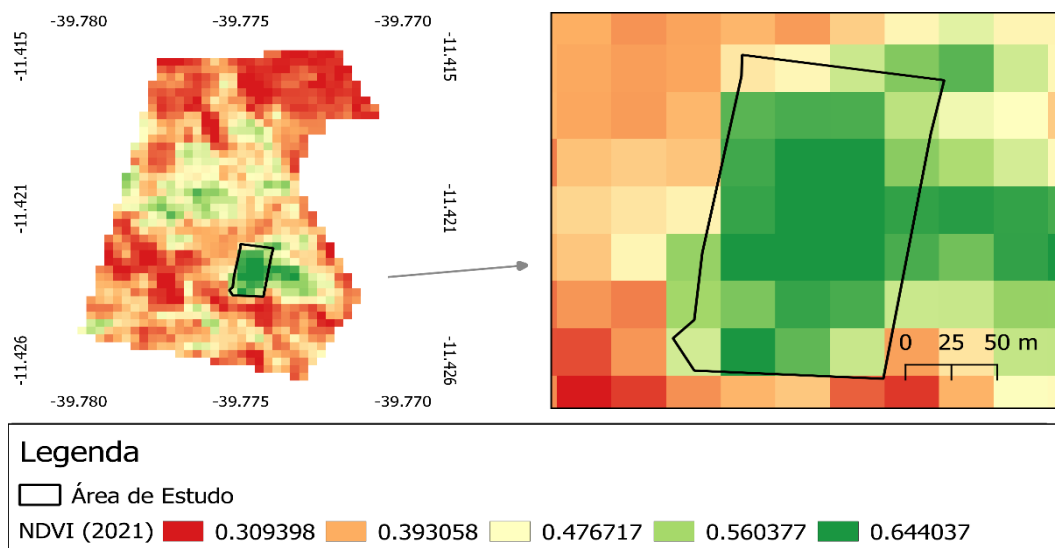 -39.780 -39.775 -39.770
-11.415 -11.415
-11.421 -11.421
-11.426 -11.426
-39.780 -39.775 -39.770
0 25 50 m
Legenda
Área de Estudo
NDVI (2021) 0.309398 0.393058 0.476717 0.560377 0.644037